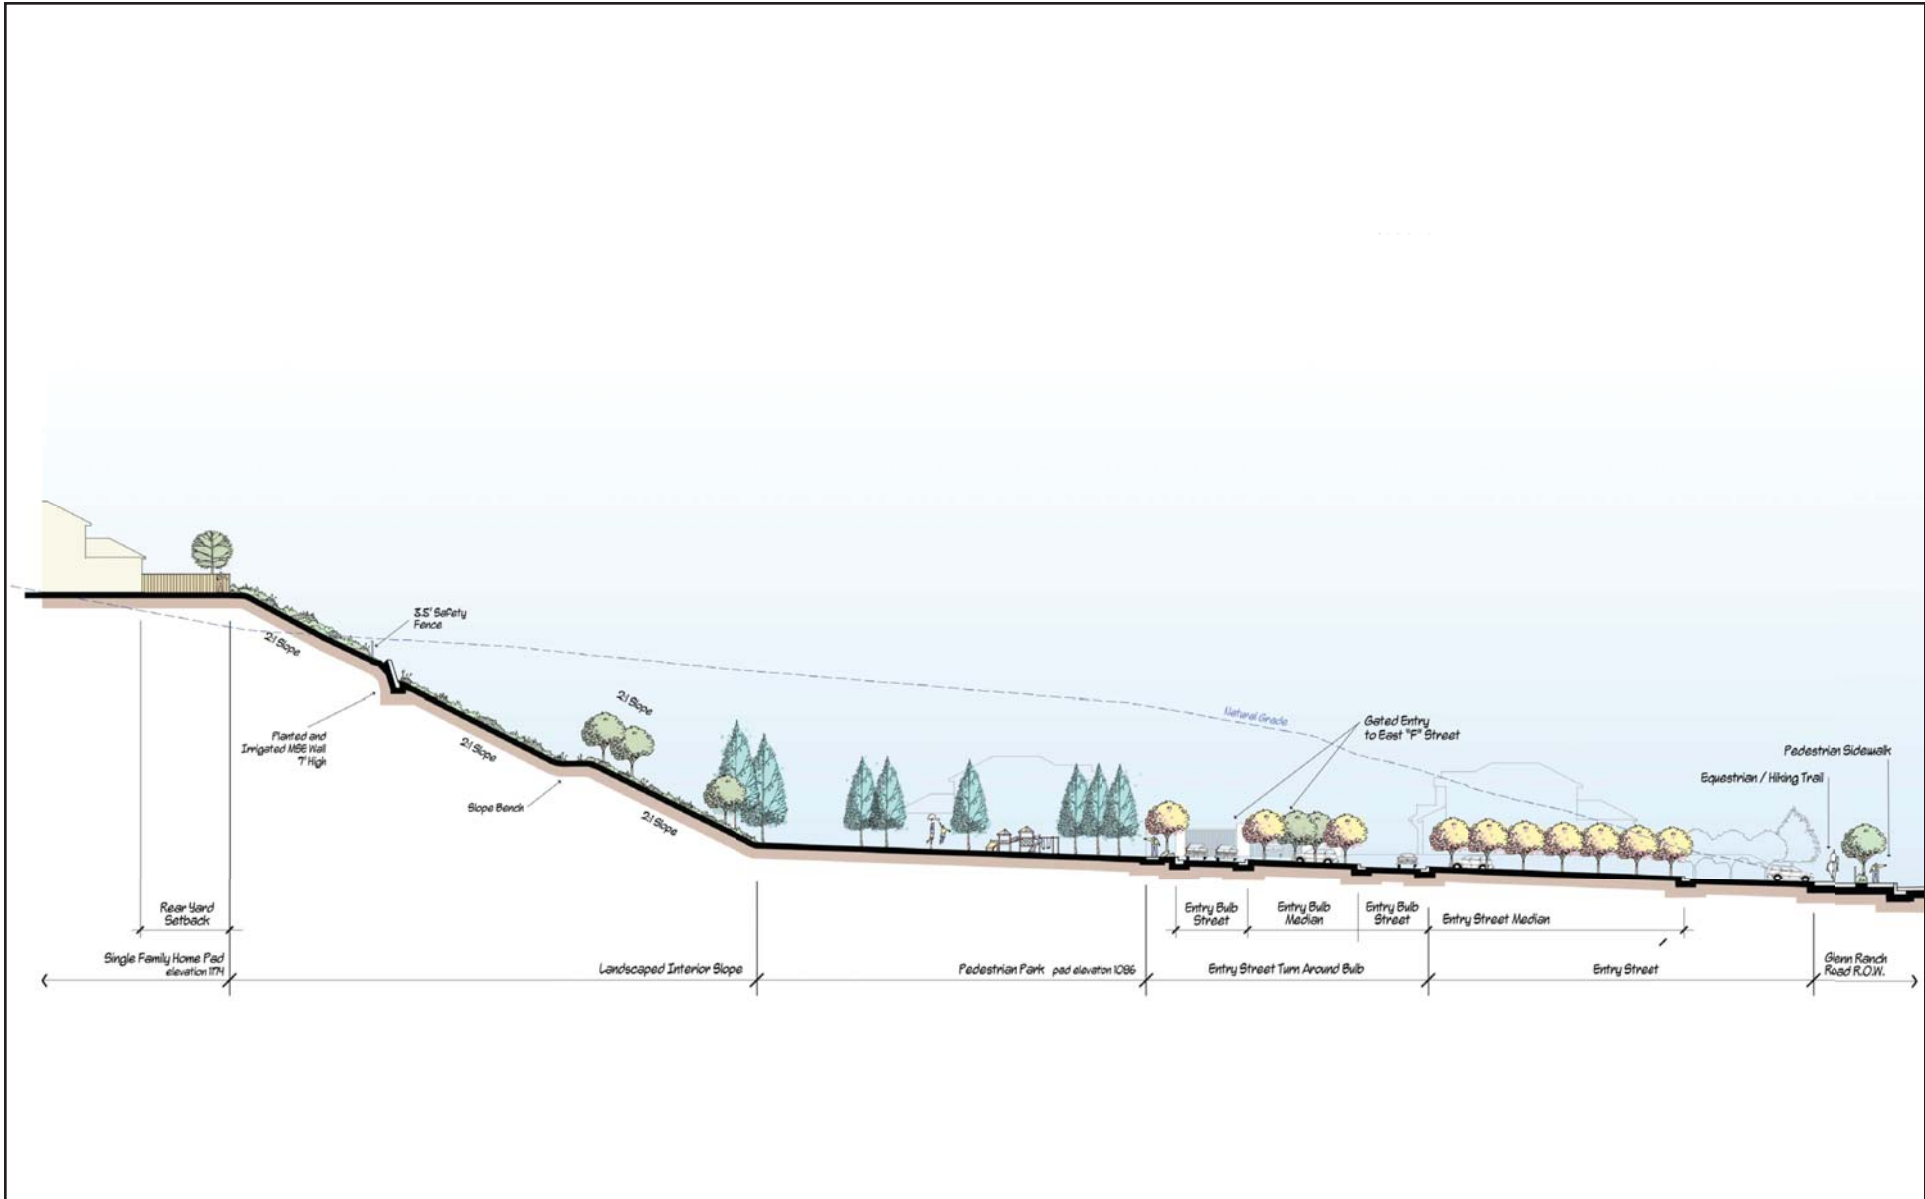 3.5' Safety
Fence
2:1 Slope
2:1 Slope
Natural Grade
Gated Entry
to East "F" Street
Planted and
Irrigated MSE Wall
7' High
2:1 Slope
Pedestrian Sidewalk
Equestrian / Hiking Trail
Slope Bench
2:1 Slope
Rear Yard
Setback
Entry Bulb
Street
Entry Bulb
Median
Entry Bulb
Street
Entry Street Median
Single Family Home Pad
elevation 1174
Landscaped Interior Slope
Pedestrian Park pad elevation 1086
Entry Street Turn Around Bulb
Entry Street
Glenn Ranch
Road R.O.W.